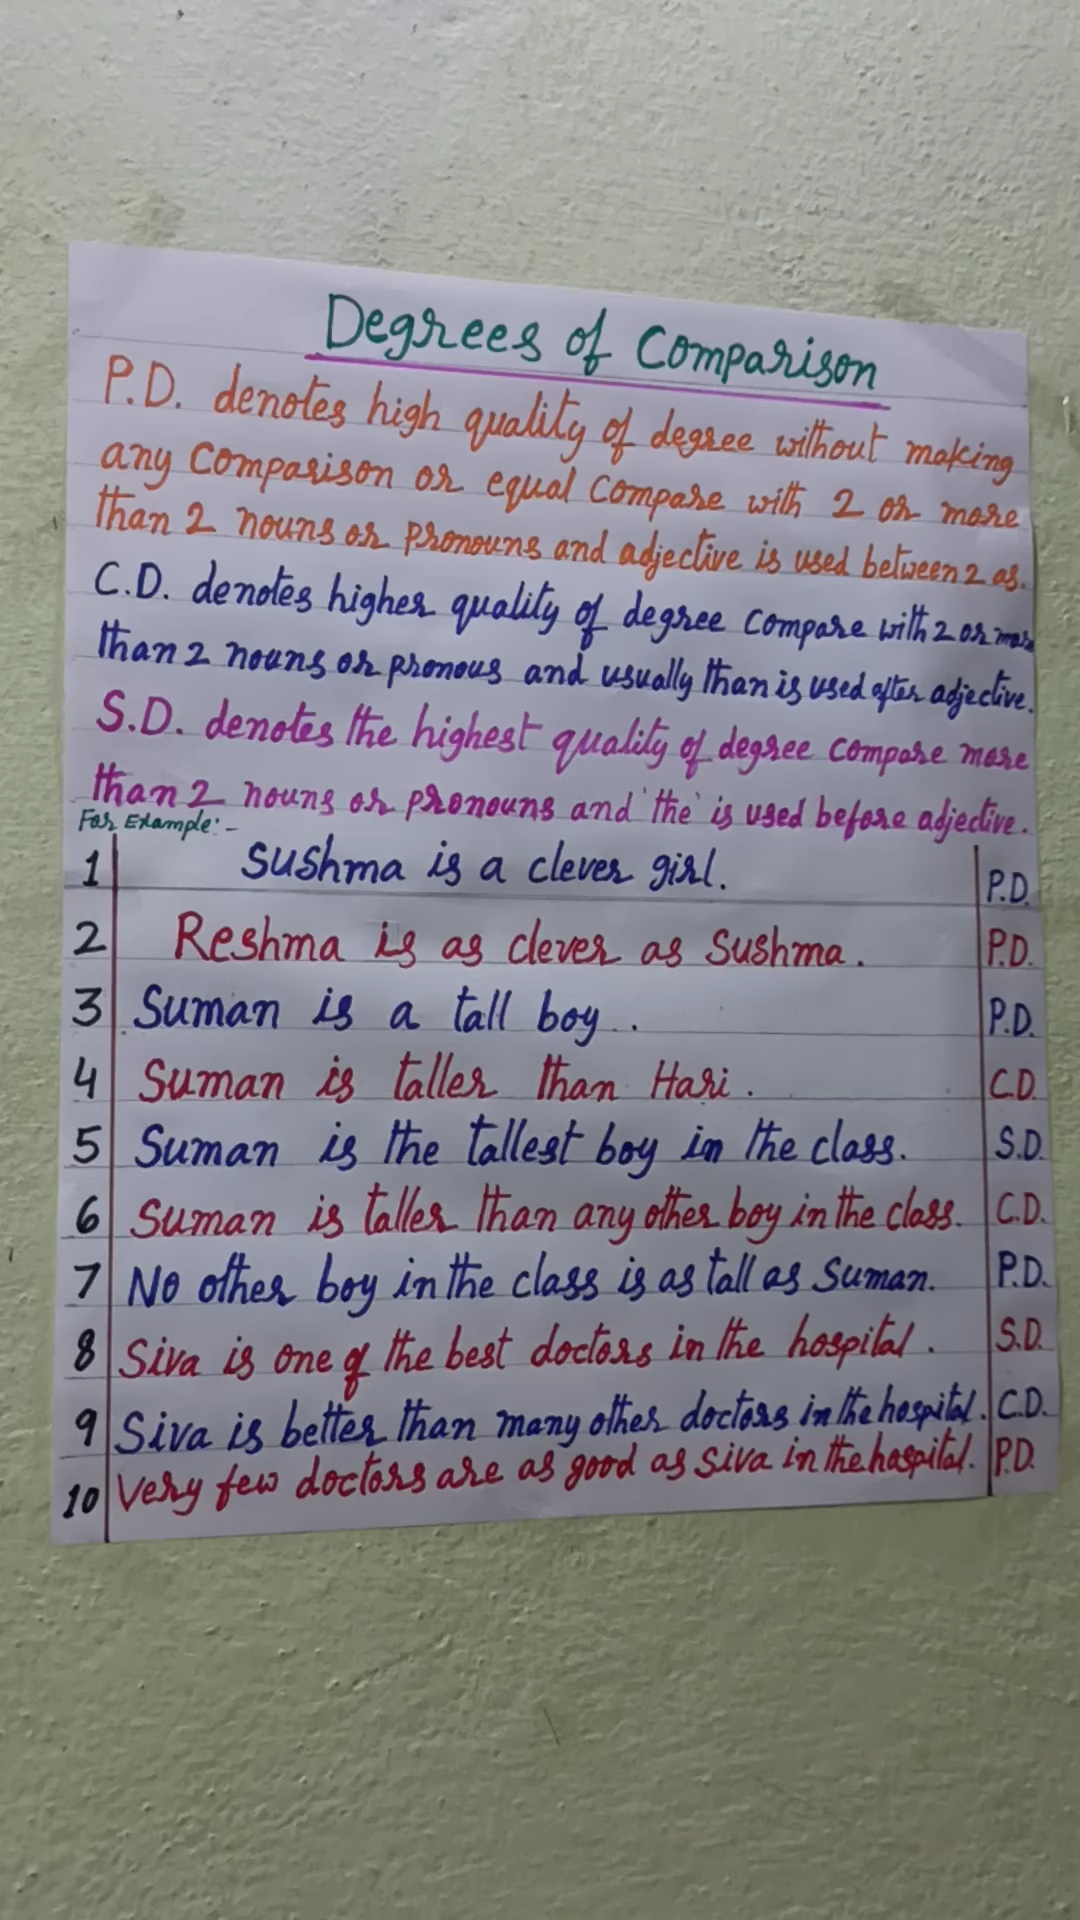 Degrees of Comparison
P.D. denotes high quality of degree without making
any Comparison or equal Compare with 2 or more
than 2 nouns or pronouns and adjective is used between 2 as.
C.D. denotes higher quality of degree Compare with 2 or more
than 2 nouns or pronous and usually than is used after adjective.
S.D. denotes the highest quality of degree compare more
than 2 nouns or pronouns and 'the' is used before adjective.
For Example:-
1 Sushma is a clever girl. P.D.
2 Reshma is as clever as Sushma. P.D.
3 Suman is a tall boy.. P.D.
4 Suman is taller than Hari. C.D.
5 Suman is the tallest boy in the class. S.D.
6 Suman is taller than any other boy in the class. C.D.
7 No other boy in the class is as tall as Suman. P.D.
8 Siva is one of the best doctors in the hospital. S.D.
9 Siva is better than many other doctors in the hospital. C.D.
10 Very few doctors are as good as Siva in the hospital. P.D.